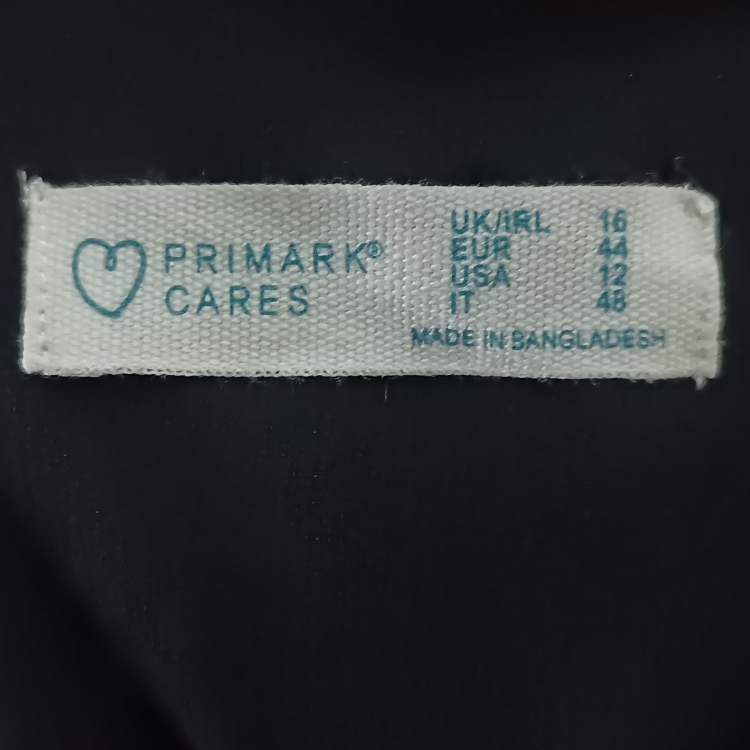 PRIMARK®
CARES
UK/IRL 16
EUR 44
USA 12
IT 48
MADE IN BANGLADESH